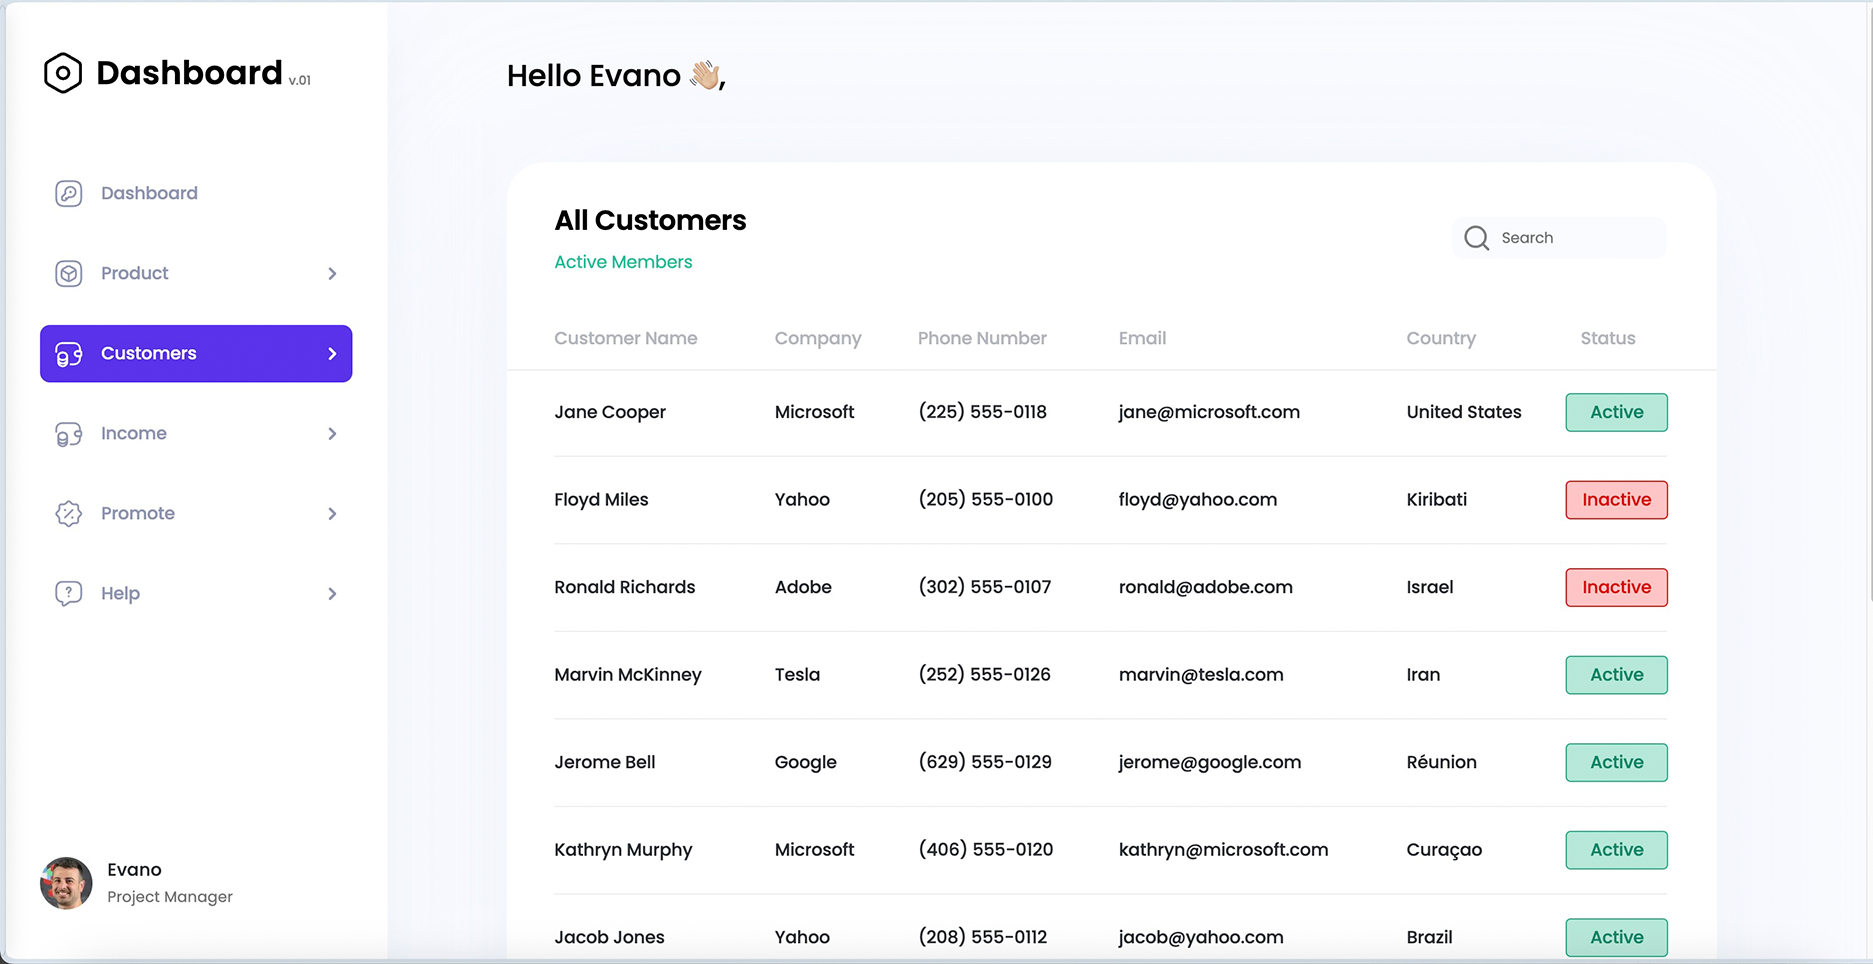 Dashboard v.01
Dashboard
Product
Customers
Income
Promote
Help
Evano
Project Manager
Hello Evano 👋🏼,
All Customers
Active Members
Search
Customer Name Company Phone Number Email Country Status
Jane Cooper Microsoft (225) 555-0118 jane@microsoft.com United States Active
Floyd Miles Yahoo (205) 555-0100 floyd@yahoo.com Kiribati Inactive
Ronald Richards Adobe (302) 555-0107 ronald@adobe.com Israel Inactive
Marvin McKinney Tesla (252) 555-0126 marvin@tesla.com Iran Active
Jerome Bell Google (629) 555-0129 jerome@google.com Réunion Active
Kathryn Murphy Microsoft (406) 555-0120 kathryn@microsoft.com Curaçao Active
Jacob Jones Yahoo (208) 555-0112 jacob@yahoo.com Brazil Active